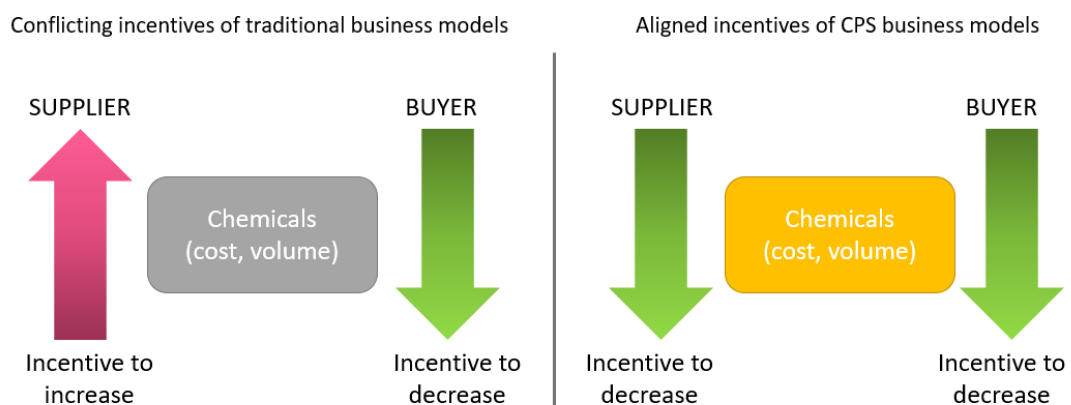 Conflicting incentives of traditional business models
SUPPLIER
BUYER
Chemicals
(cost, volume)
Incentive to
increase
Incentive to
decrease
Aligned incentives of CPS business models
SUPPLIER
BUYER
Chemicals
(cost, volume)
Incentive to
decrease
Incentive to
decrease